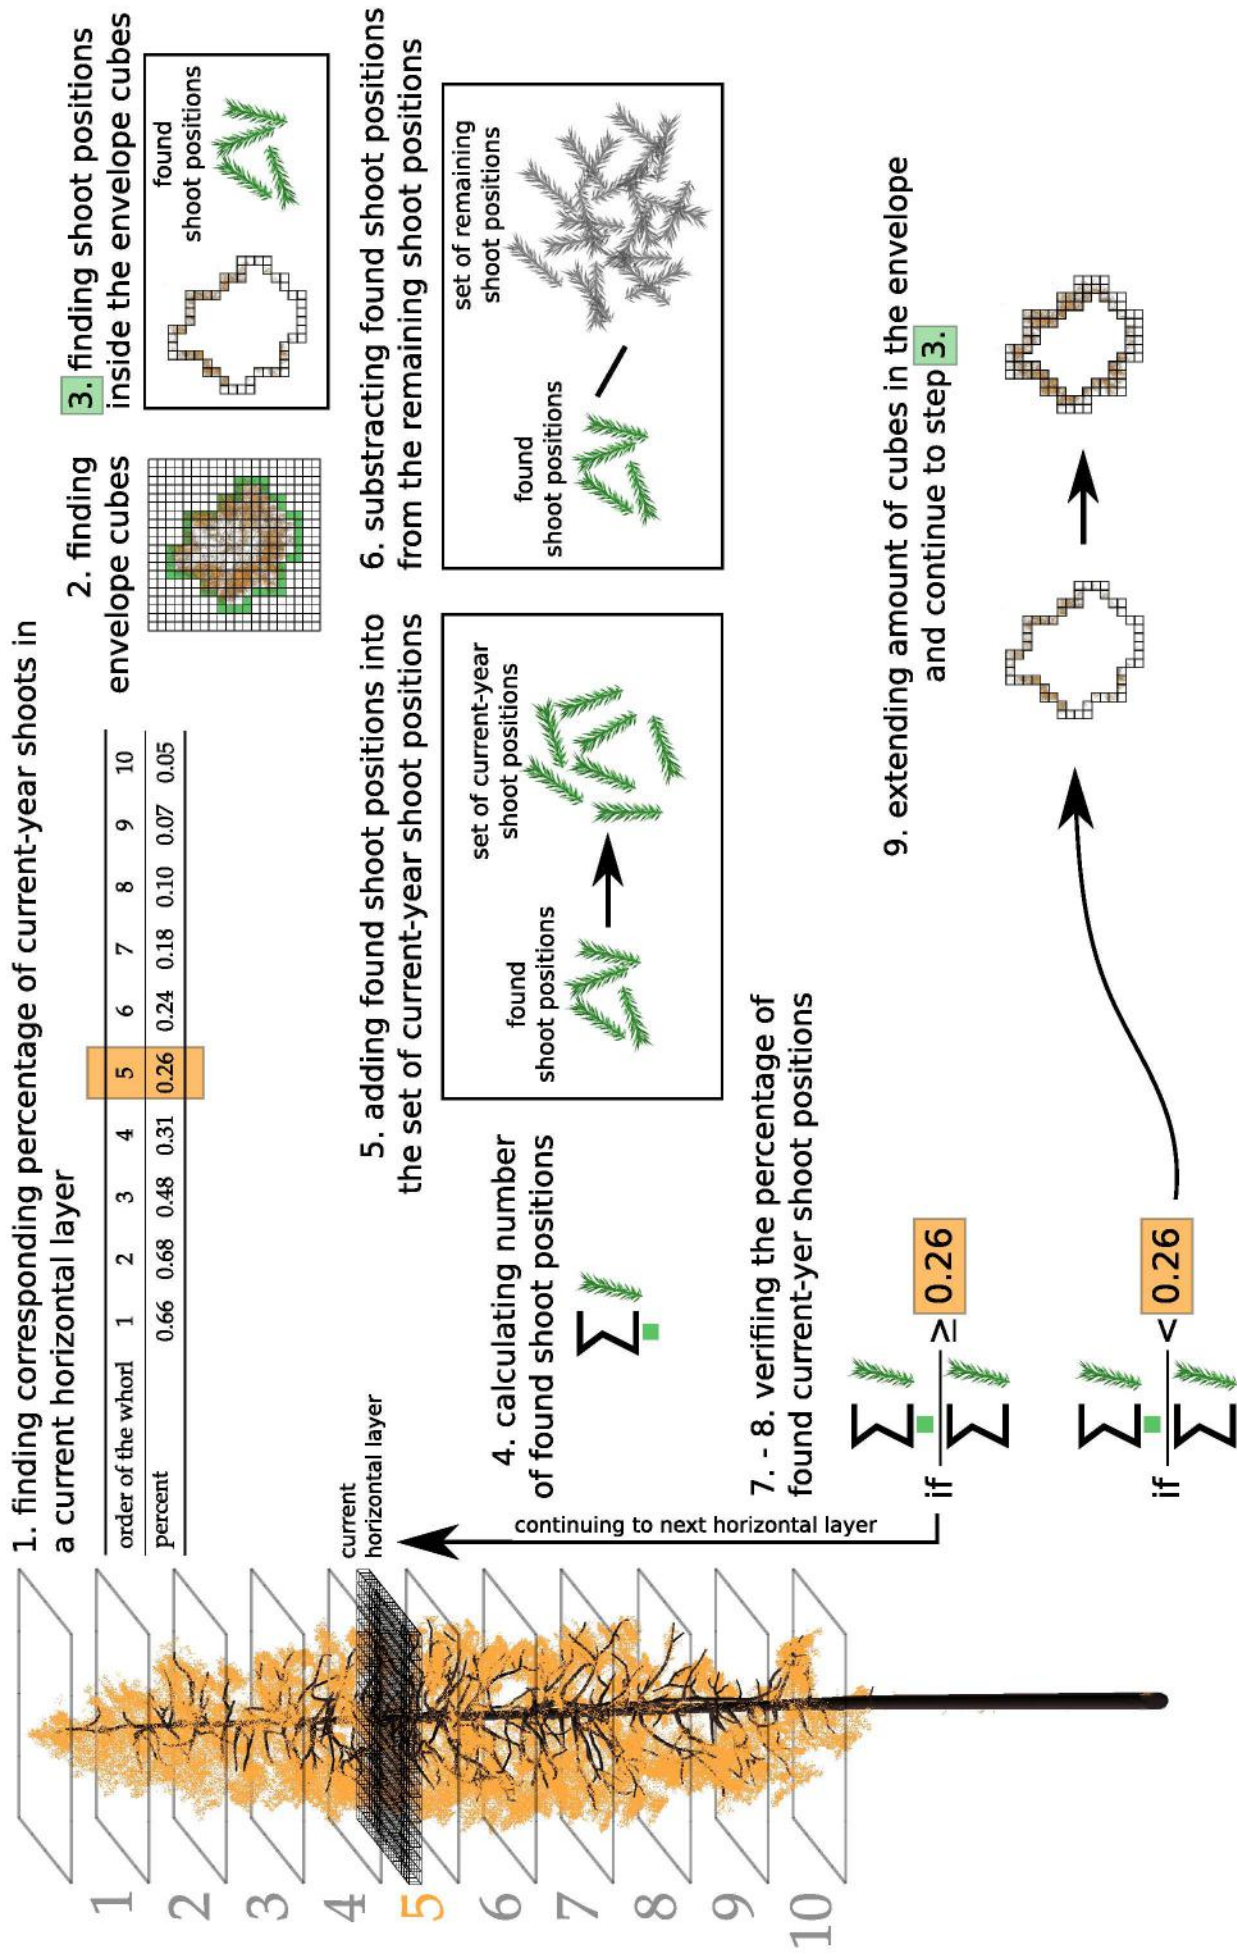 1. finding corresponding percentage of current-year shoots in
a current horizontal layer
order of the whorl 1 2 3 4 5 6 7 8 9 10
percent 0.66 0.68 0.48 0.31 0.26 0.24 0.18 0.10 0.07 0.05
2. finding
envelope cubes
3. finding shoot positions
inside the envelope cubes
found
shoot positions
1
2
3
4
5
6
7
8
9
10
current
horizontal layer
4. calculating number
of found shoot positions
Σ
5. adding found shoot positions into
the set of current-year shoot positions
found
shoot positions
set of current-year
shoot positions
6. substracting found shoot positions
from the remaining shoot positions
found
shoot positions
set of remaining
shoot positions
continuing to next horizontal layer
7. - 8. verifiing the percentage of
found current-yer shoot positions
Σ
if ≥ 0.26
Σ
Σ
if < 0.26
Σ
9. extending amount of cubes in the envelope
and continue to step 3.